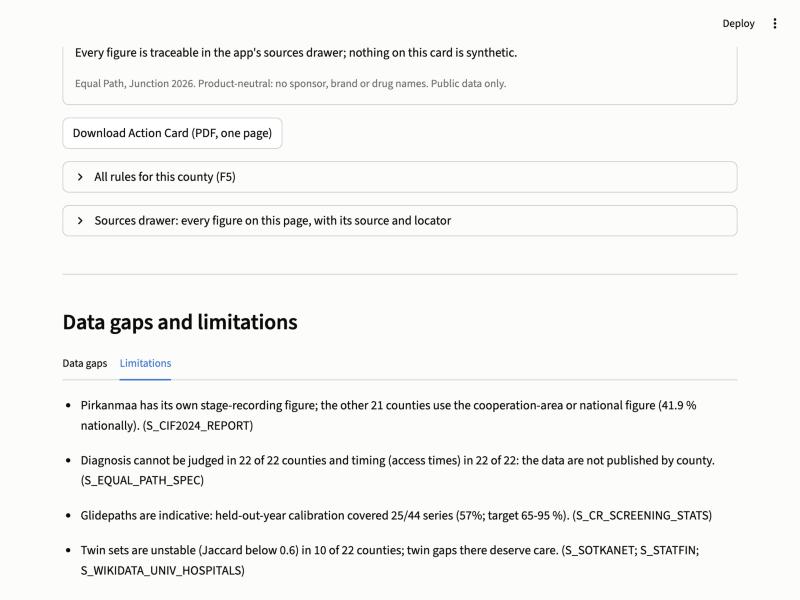 Deploy
Every figure is traceable in the app's sources drawer; nothing on this card is synthetic.
Equal Path, Junction 2026. Product-neutral: no sponsor, brand or drug names. Public data only.
Download Action Card (PDF, one page)
All rules for this county (F5)
Sources drawer: every figure on this page, with its source and locator
Data gaps and limitations
Data gaps Limitations
• Pirkanmaa has its own stage-recording figure; the other 21 counties use the cooperation-area or national figure (41.9 %
nationally). (S_CIF2024_REPORT)
• Diagnosis cannot be judged in 22 of 22 counties and timing (access times) in 22 of 22: the data are not published by county.
(S_EQUAL_PATH_SPEC)
• Glidepaths are indicative: held-out-year calibration covered 25/44 series (57%; target 65-95 %). (S_CR_SCREENING_STATS)
• Twin sets are unstable (Jaccard below 0.6) in 10 of 22 counties; twin gaps there deserve care. (S_SOTKANET; S_STATFIN;
S_WIKIDATA_UNIV_HOSPITALS)